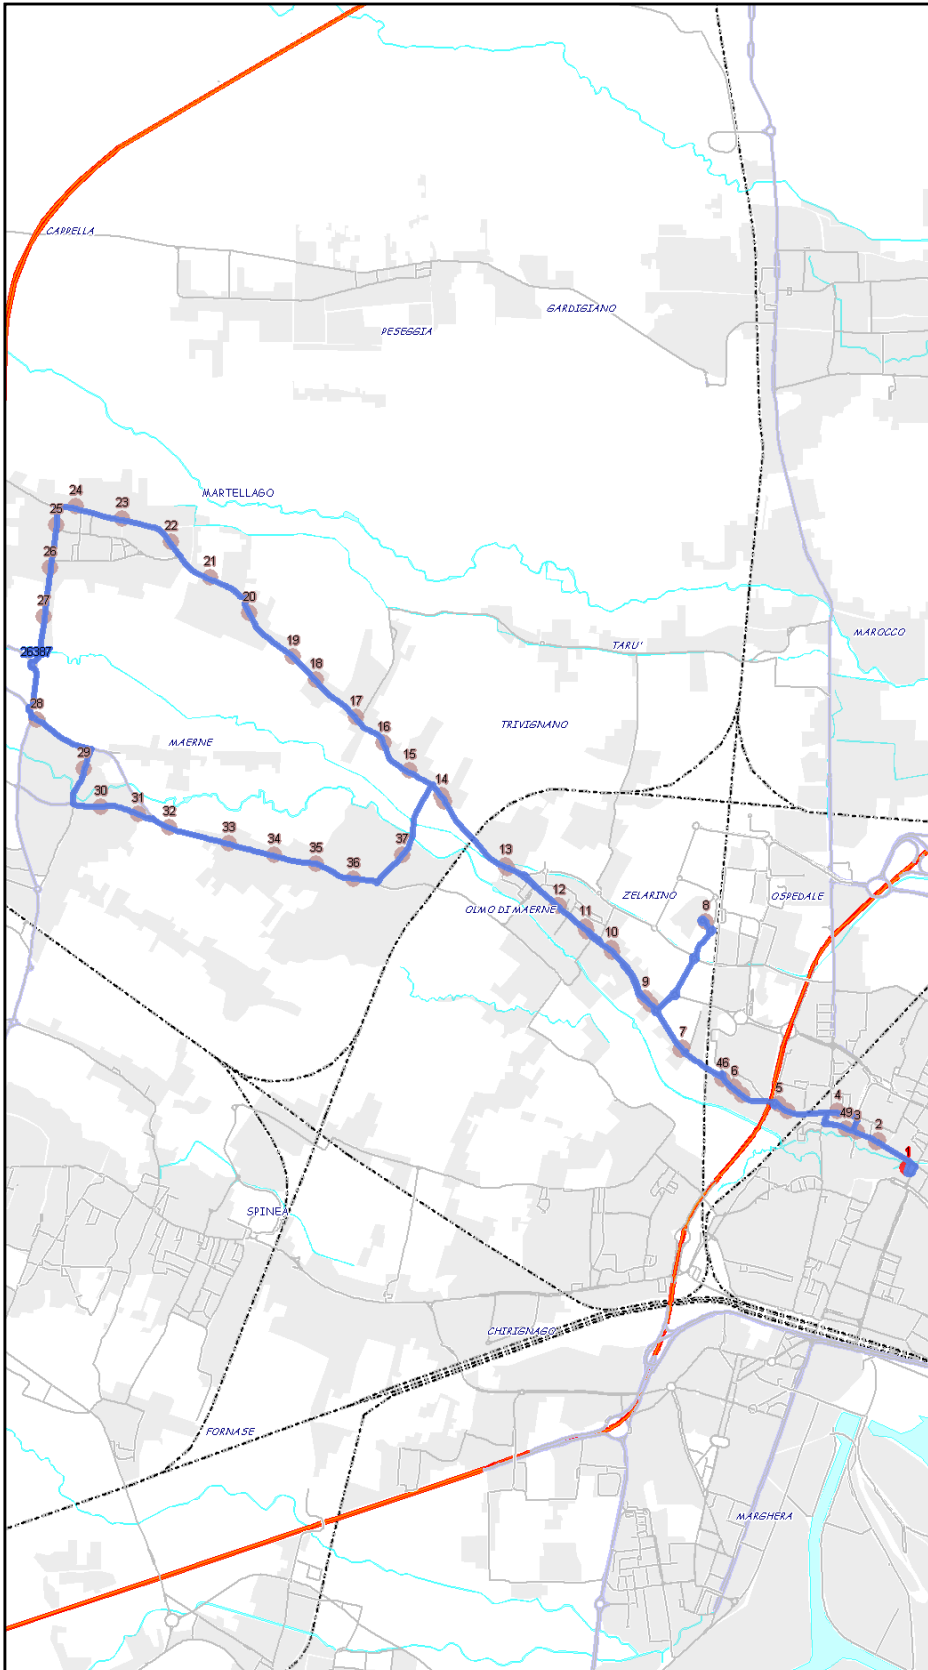 CAPPELLA
GARDIGIANO
PESEGGIA
24
MARTELLAGO
23
25
22
26
21
20
27
MAROCCO
TARU'
26387
19
18
17
28
TRIVIGNANO
16
MAERNE
29
15
14
30
31
32
33
34
35
37
13
36
12
ZELARINO
OSPEDALE
8
OLMO DI MAERNE
11
10
9
7
46
6
5
4
49
3
2
1
SPINEA
CHIRIGNAGO
FORNASE
MARGHERA